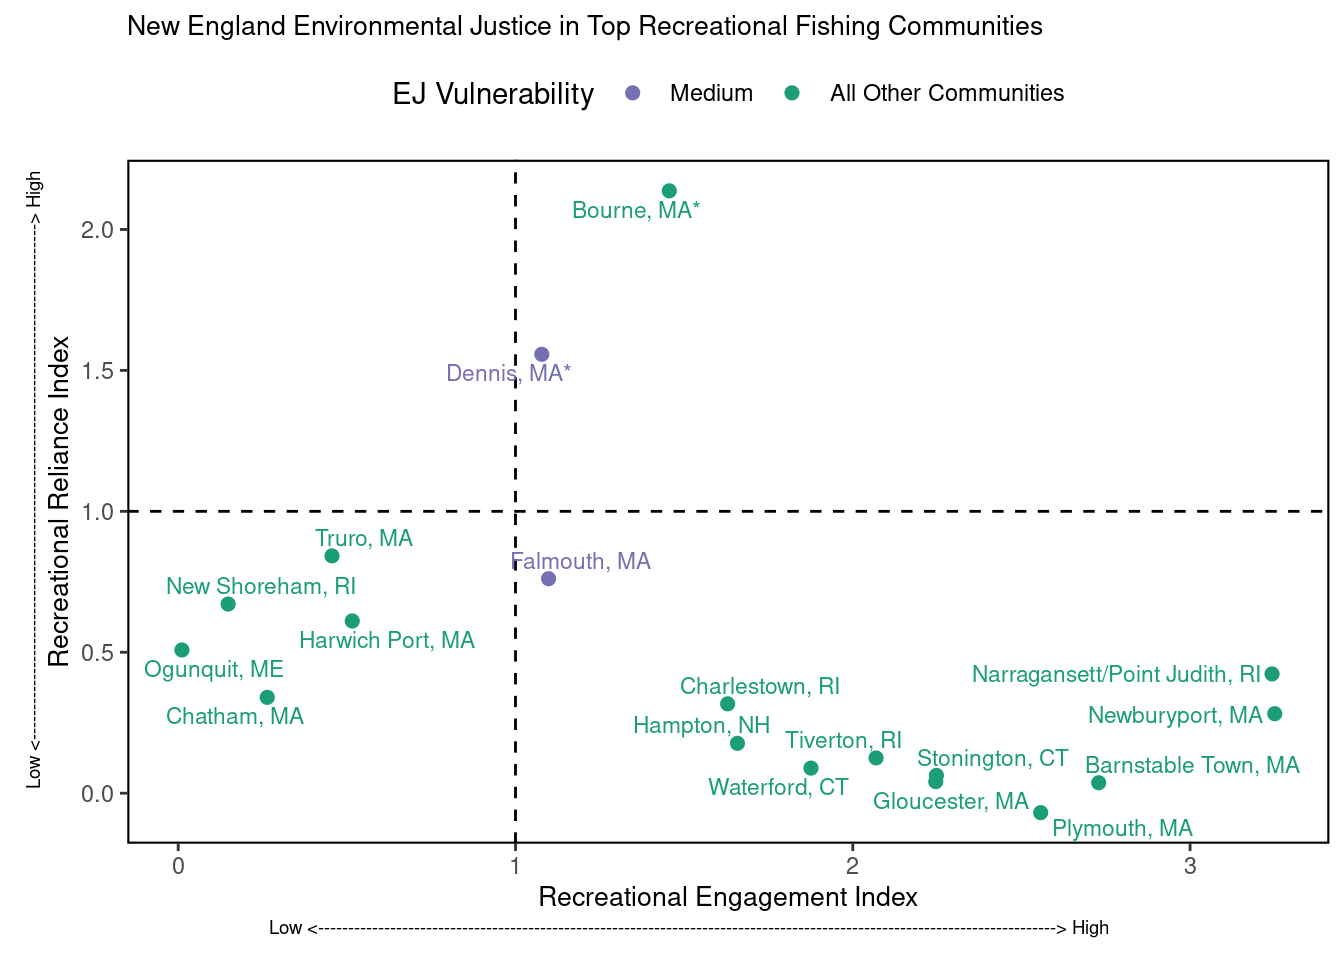 New England Environmental Justice in Top Recreational Fishing Communities
EJ Vulnerability Medium All Other Communities
Low <-----------------------------------------------------------------------> High
Recreational Reliance Index
2.0
1.5
1.0
0.5
0.0
Bourne, MA*
Dennis, MA*
Truro, MA
Falmouth, MA
New Shoreham, RI
Harwich Port, MA
Ogunquit, ME
Narragansett/Point Judith, RI
Charlestown, RI
Chatham, MA
Newburyport, MA
Hampton, NH
Tiverton, RI
Stonington, CT
Barnstable Town, MA
Waterford, CT
Gloucester, MA
Plymouth, MA
0 1 2 3
Recreational Engagement Index
Low <---------------------------------------------------------------------------------------------------------------------------> High